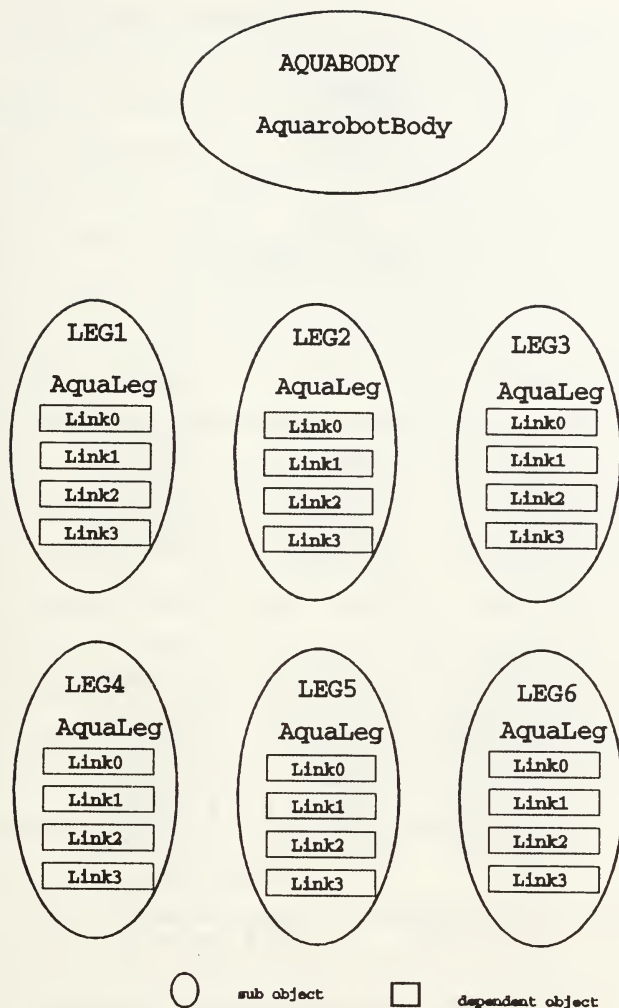 AQUABODY
AquarobotBody
LEG1
AquaLeg
Link0
Link1
Link2
Link3
LEG2
AquaLeg
Link0
Link1
Link2
Link3
LEG3
AquaLeg
Link0
Link1
Link2
Link3
LEG4
AquaLeg
Link0
Link1
Link2
Link3
LEG5
AquaLeg
Link0
Link1
Link2
Link3
LEG6
AquaLeg
Link0
Link1
Link2
Link3
sub object
dependent object